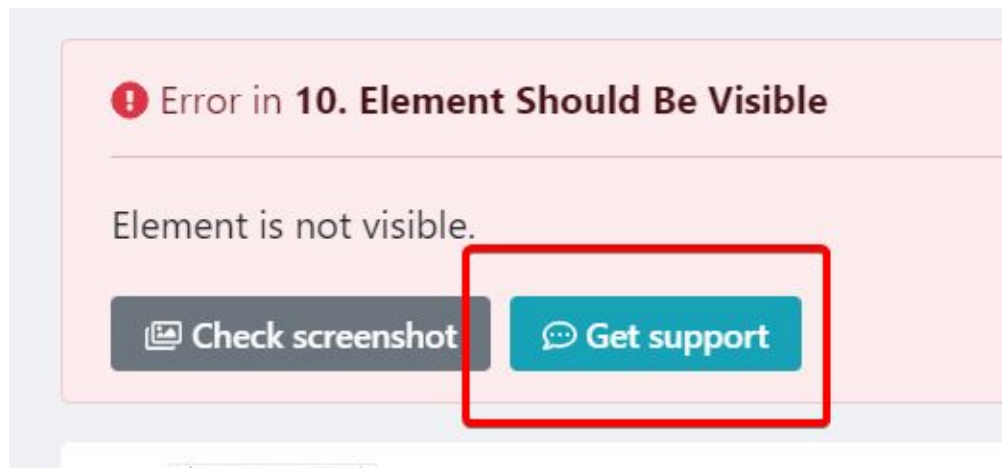 Error in 10. Element Should Be Visible
Element is not visible.
Check screenshot
Get support